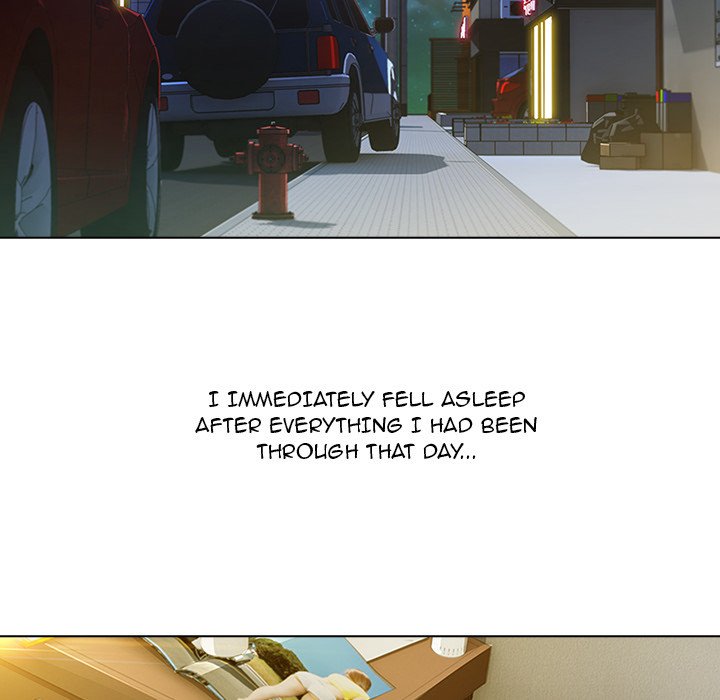 I IMMEDIATELY FELL ASLEEP
AFTER EVERYTHING I HAD BEEN
THROUGH THAT DAY...